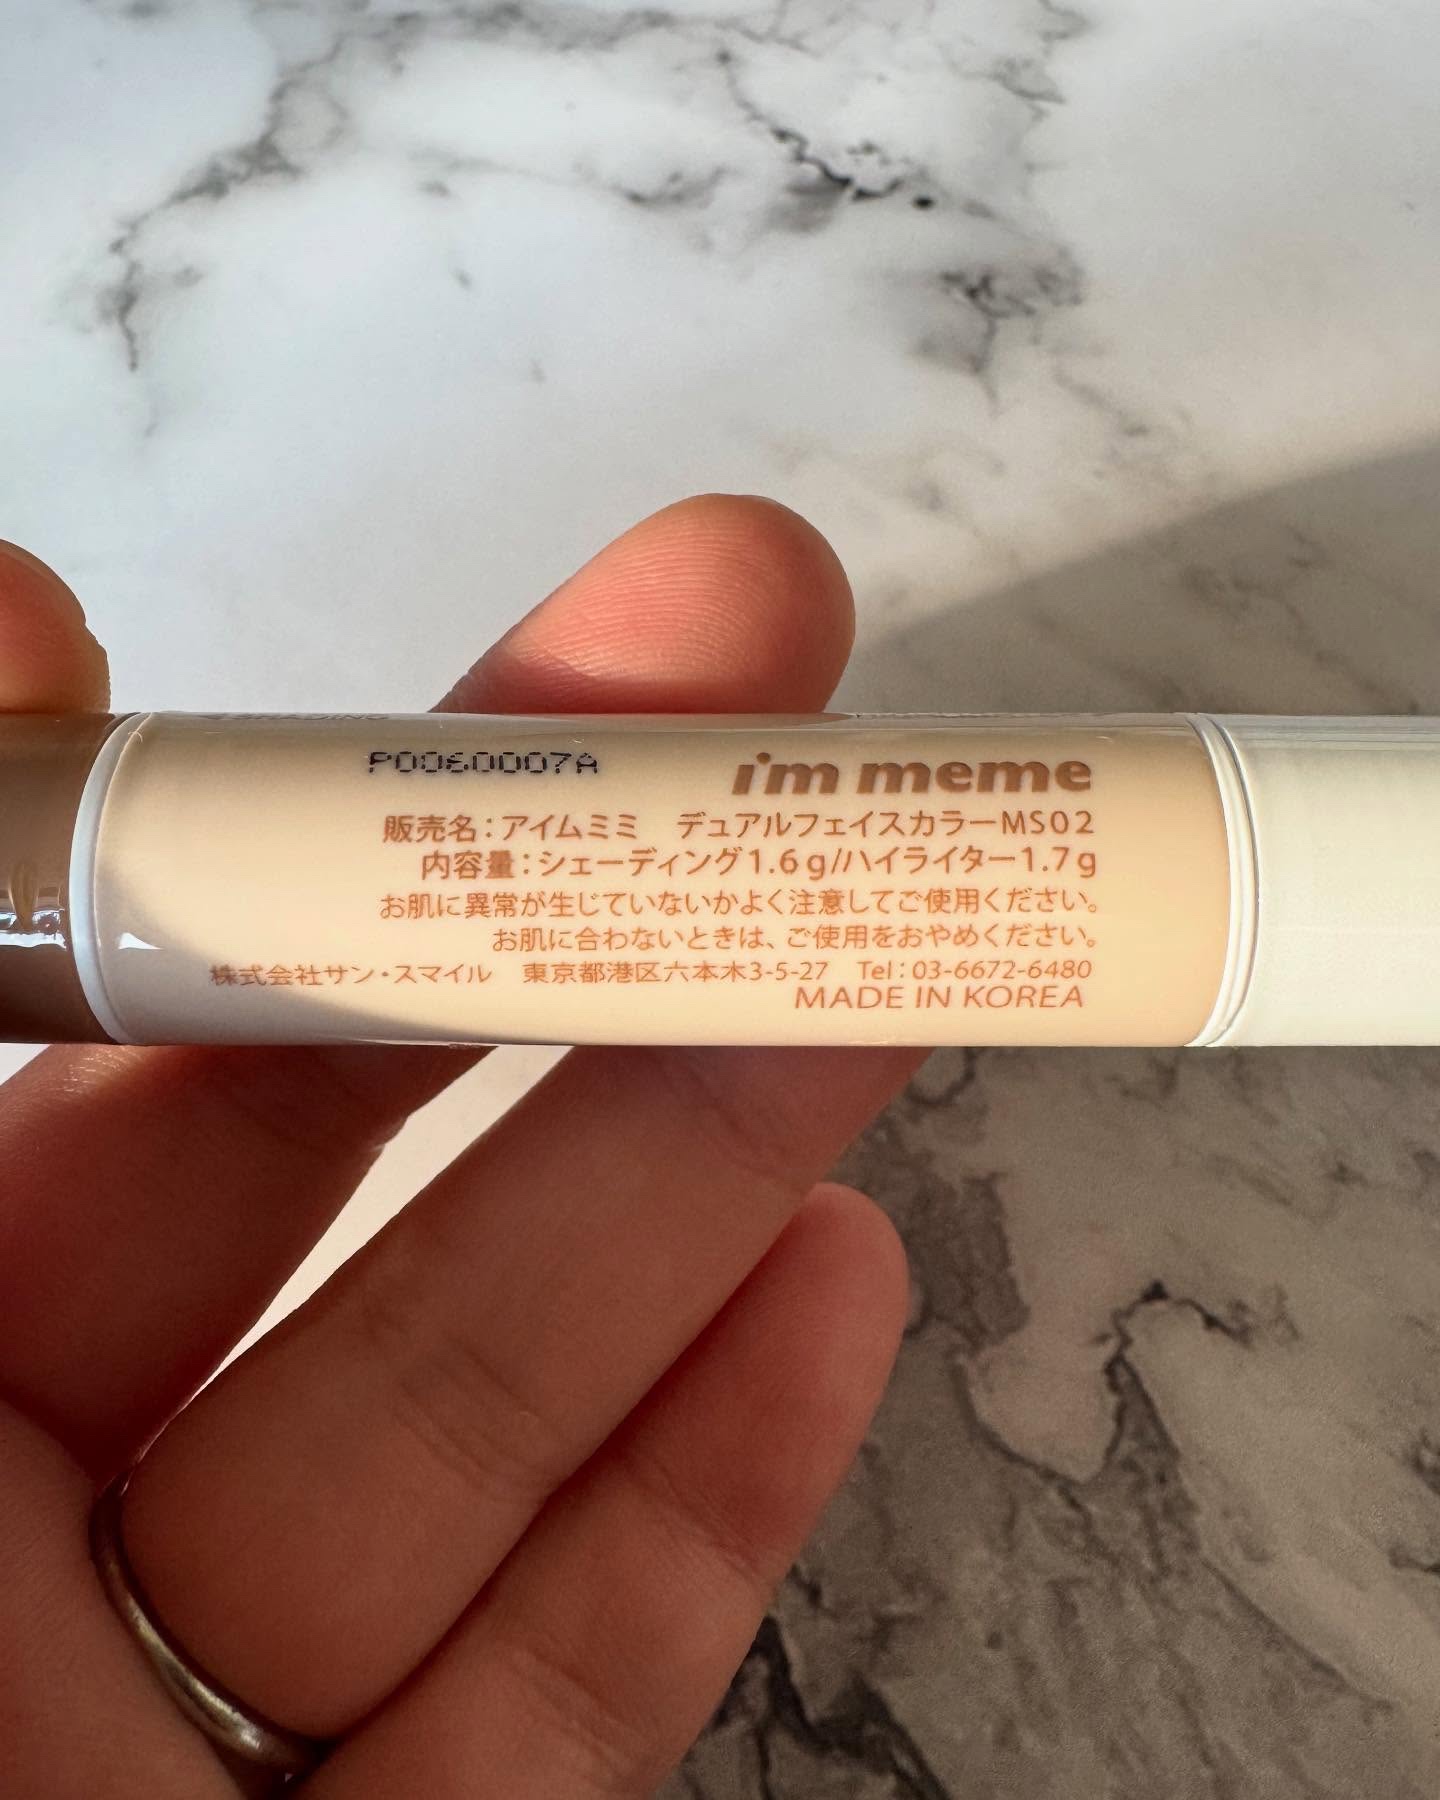 P0060007A
i'm meme
販売名：アイムミミ　デュアルフェイスカラーMS02
内容量：シェーディング1.6g/ハイライター1.7g
お肌に異常が生じていないかよく注意してご使用ください。
お肌に合わないときは、ご使用をおやめください。
株式会社サン・スマイル　東京都港区六本木3-5-27　Tel：03-6672-6480
MADE IN KOREA